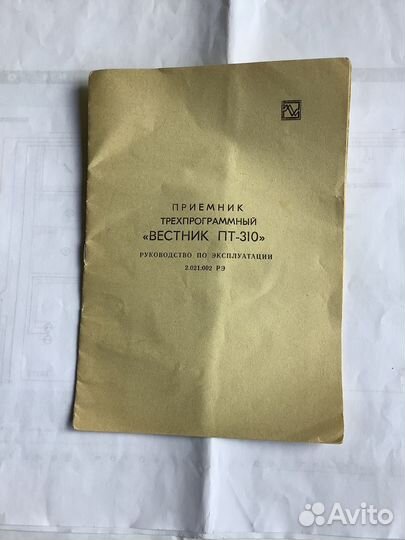 ПРИЕМНИК
ТРЕХПРОГРАММНЫЙ
«ВЕСТНИК ПТ-310»
РУКОВОДСТВО ПО ЭКСПЛУАТАЦИИ
2.021.002 РЭ
Avito